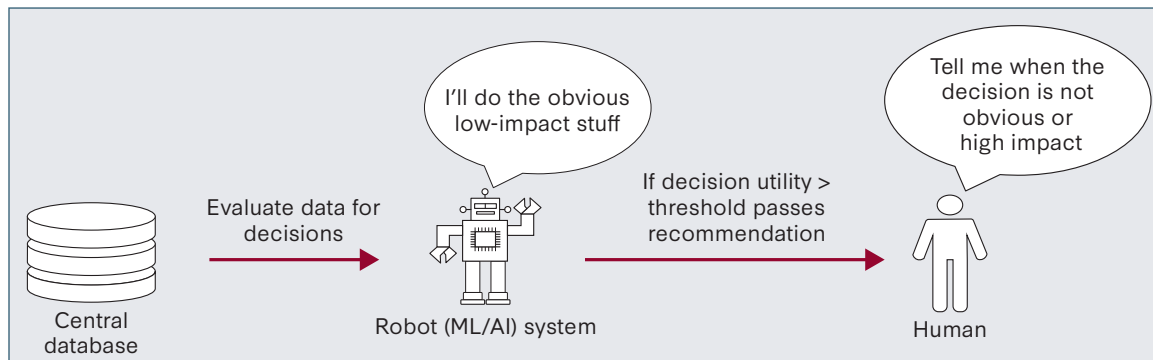 I'll do the obvious
low-impact stuff
Tell me when the
decision is not
obvious or
high impact
Evaluate data for
decisions
If decision utility >
threshold passes
recommendation
Central
database
Robot (ML/AI) system
Human